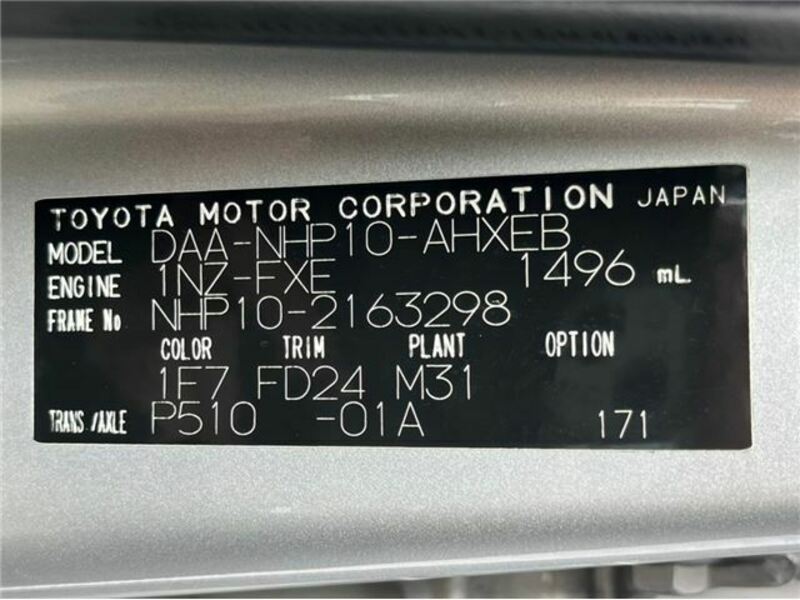 TOYOTA MOTOR CORPORATION JAPAN
MODEL DAA-NHP10-AHXEB
ENGINE 1NZ-FXE 1496 mL.
FRAME No NHP10-2163298
COLOR TRIM PLANT OPTION
1F7 FD24 M31
TRANS./AXLE P510 -01A 171